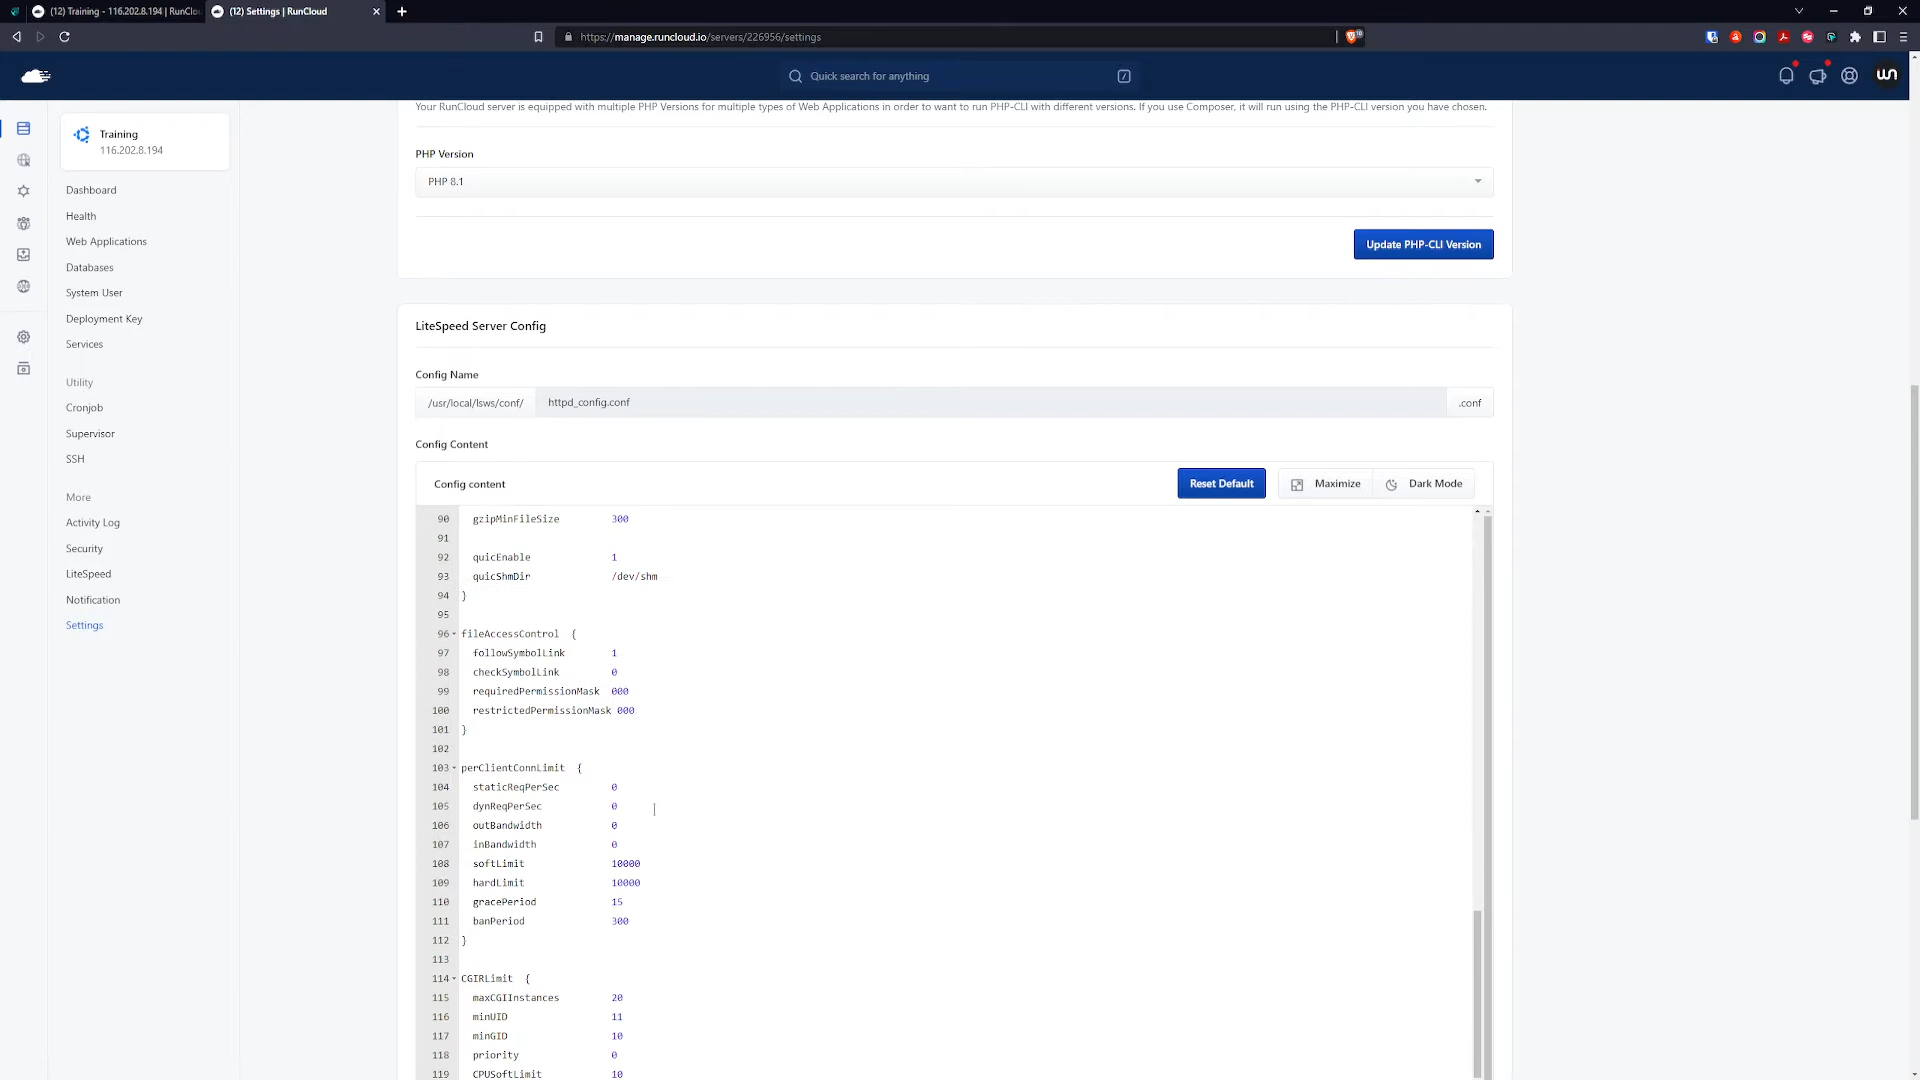 (12) Training - 116.202.8.194 | RunClo
(12) Settings | RunCloud
https://manage.runcloud.io/servers/226956/settings
Quick search for anything
/
wn
Training
116.202.8.194
Dashboard
Health
Web Applications
Databases
System User
Deployment Key
Services
Utility
Cronjob
Supervisor
SSH
More
Activity Log
Security
LiteSpeed
Notification
Settings
Your RunCloud server is equipped with multiple PHP Versions for multiple types of Web Applications in order to want to run PHP-CLI with different versions. If you use Composer, it will run using the PHP-CLI version you have chosen.
PHP Version
PHP 8.1
Update PHP-CLI Version
LiteSpeed Server Config
Config Name
/usr/local/lsws/conf/ httpd_config.conf .conf
Config Content
Config content
Reset Default
Maximize
Dark Mode
90 gzipMinFileSize 300
91
92 quicEnable 1
93 quicShmDir /dev/shm
94 }
95
96 fileAccessControl {
97 followSymbolLink 1
98 checkSymbolLink 0
99 requiredPermissionMask 000
100 restrictedPermissionMask 000
101 }
102
103 perClientConnLimit {
104 staticReqPerSec 0
105 dynReqPerSec 0
106 outBandwidth 0
107 inBandwidth 0
108 softLimit 10000
109 hardLimit 10000
110 gracePeriod 15
111 banPeriod 300
112 }
113
114 CGIRLimit {
115 maxCGIInstances 20
116 minUID 11
117 minGID 10
118 priority 0
119 CPUSoftLimit 10